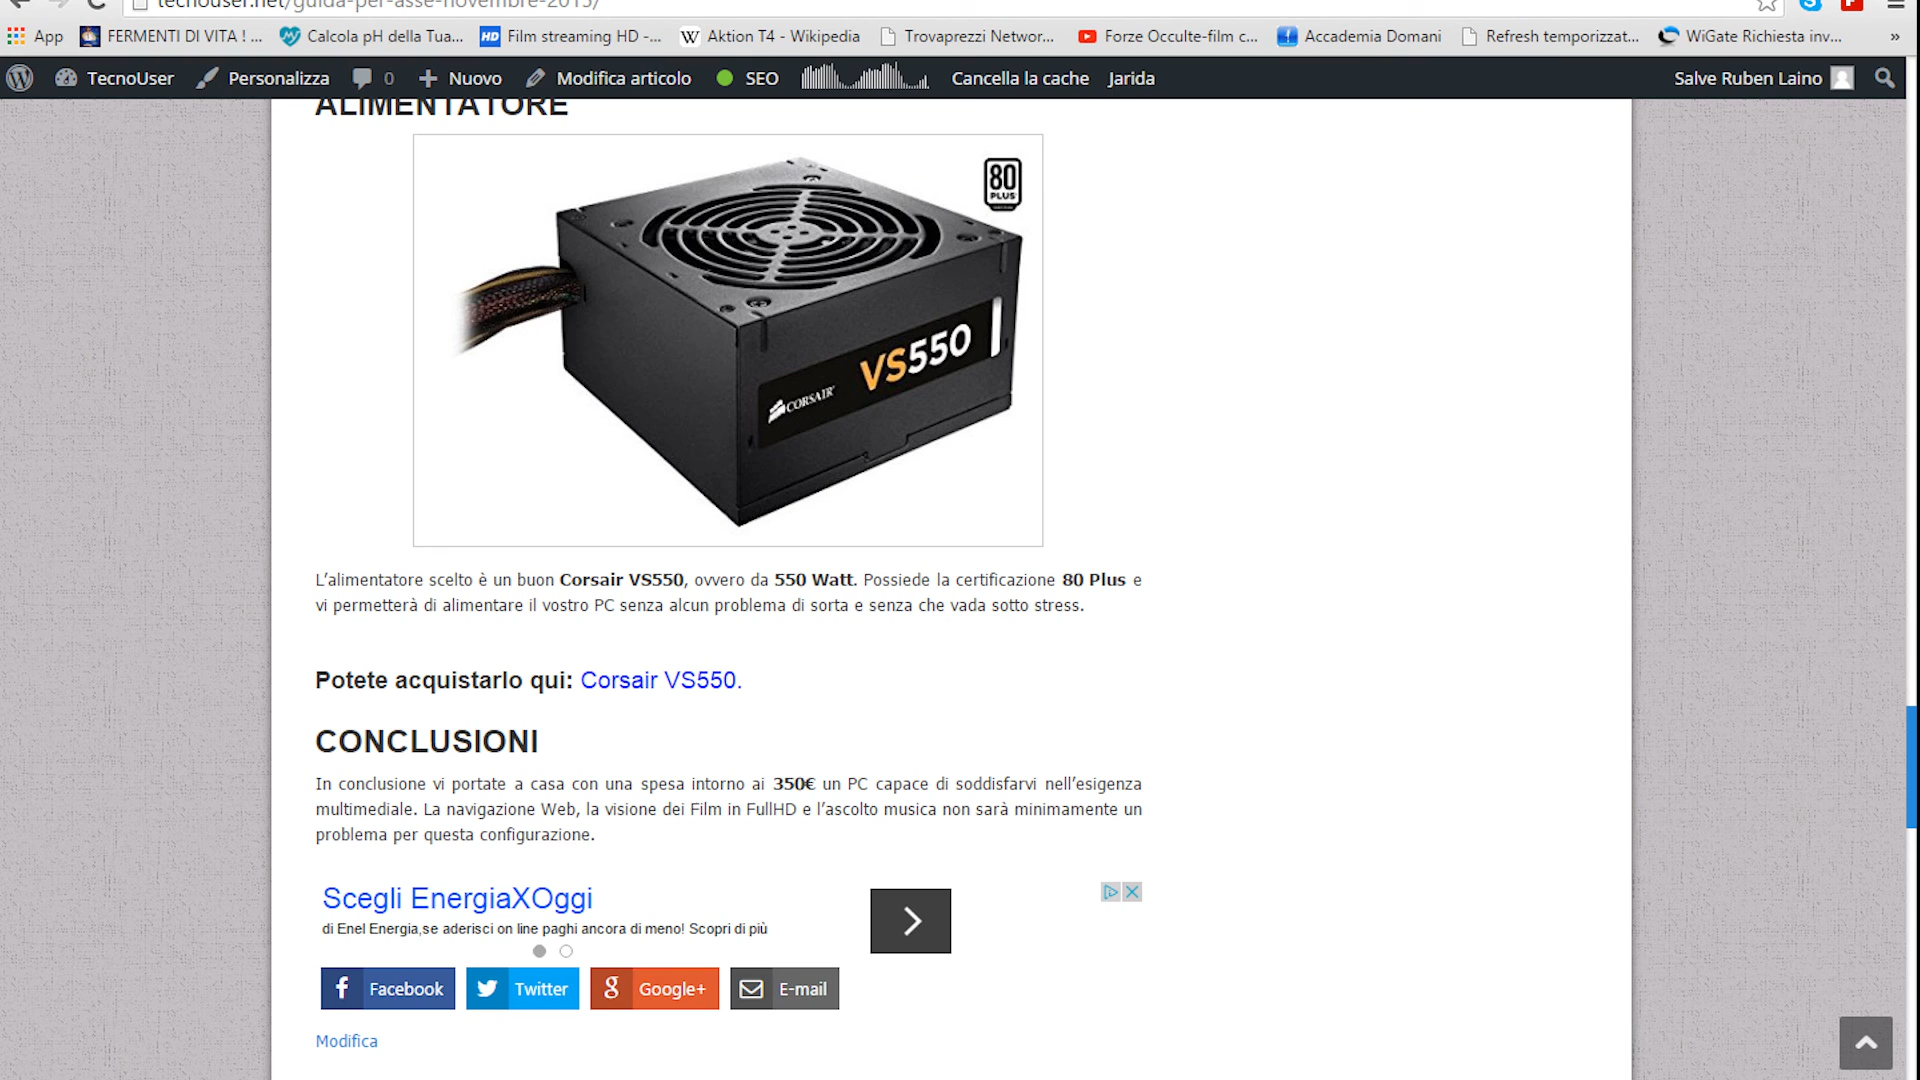 tecnouser.net/guida-per-asse-novembre-2015/
App
FERMENTI DI VITA ! ...
Calcola pH della Tua...
HD
Film streaming HD -...
W
Aktion T4 - Wikipedia
Trovaprezzi Networ...
Forze Occulte-film c...
Accademia Domani
Refresh temporizzat...
WiGate Richiesta inv...
»
TecnoUser
Personalizza
0
Nuovo
Modifica articolo
SEO
Cancella la cache
Jarida
Salve Ruben Laino
ALIMENTATORE
80
PLUS
VS550
CORSAIR
L’alimentatore scelto è un buon Corsair VS550, ovvero da 550 Watt. Possiede la certificazione 80 Plus e
vi permetterà di alimentare il vostro PC senza alcun problema di sorta e senza che vada sotto stress.
Potete acquistarlo qui: Corsair VS550.
CONCLUSIONI
In conclusione vi portate a casa con una spesa intorno ai 350€ un PC capace di soddisfarvi nell’esigenza
multimediale. La navigazione Web, la visione dei Film in FullHD e l’ascolto musica non sarà minimamente un
problema per questa configurazione.
Scegli EnergiaXOggi
di Enel Energia,se aderisci on line paghi ancora di meno! Scopri di più
Facebook
Twitter
Google+
E-mail
Modifica